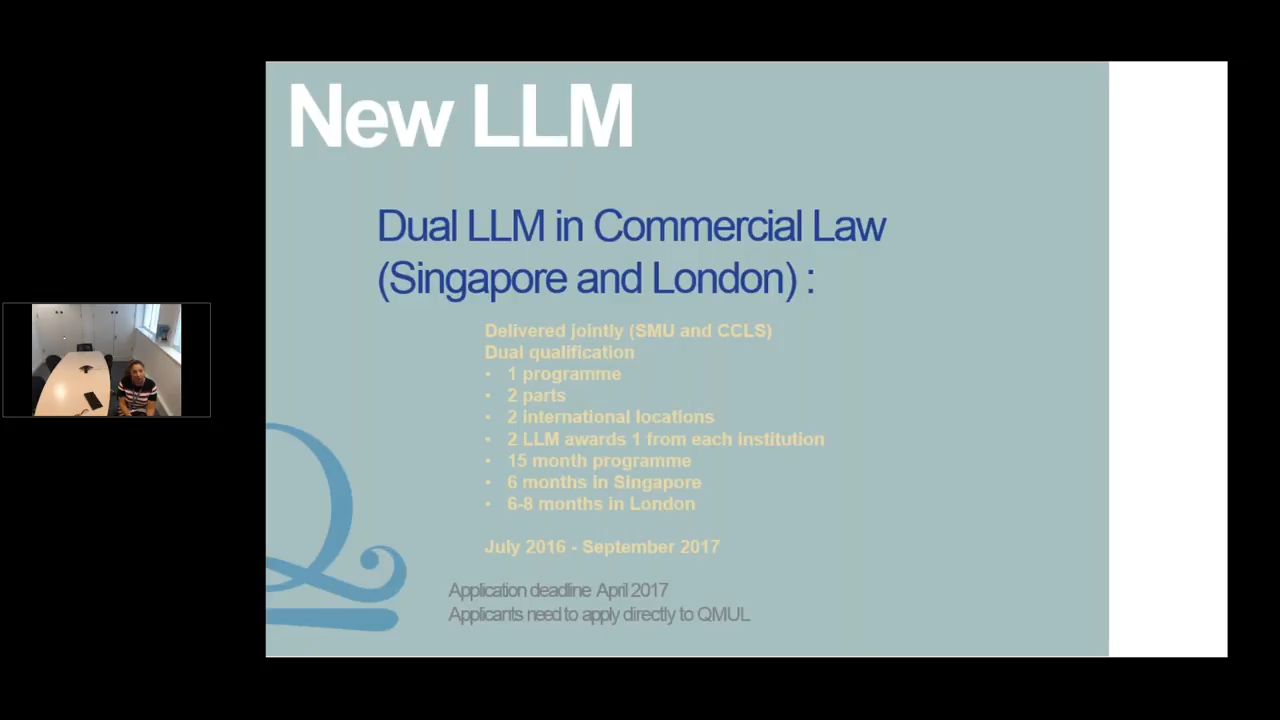 New LLM
Dual LLM in Commercial Law
(Singapore and London) :
Delivered jointly (SMU and CCLS)
Dual qualification
• 1 programme
• 2 parts
• 2 international locations
• 2 LLM awards 1 from each institution
• 15 month programme
• 6 months in Singapore
• 6-8 months in London
July 2016 - September 2017
Application deadline April 2017
Applicants need to apply directly to QMUL